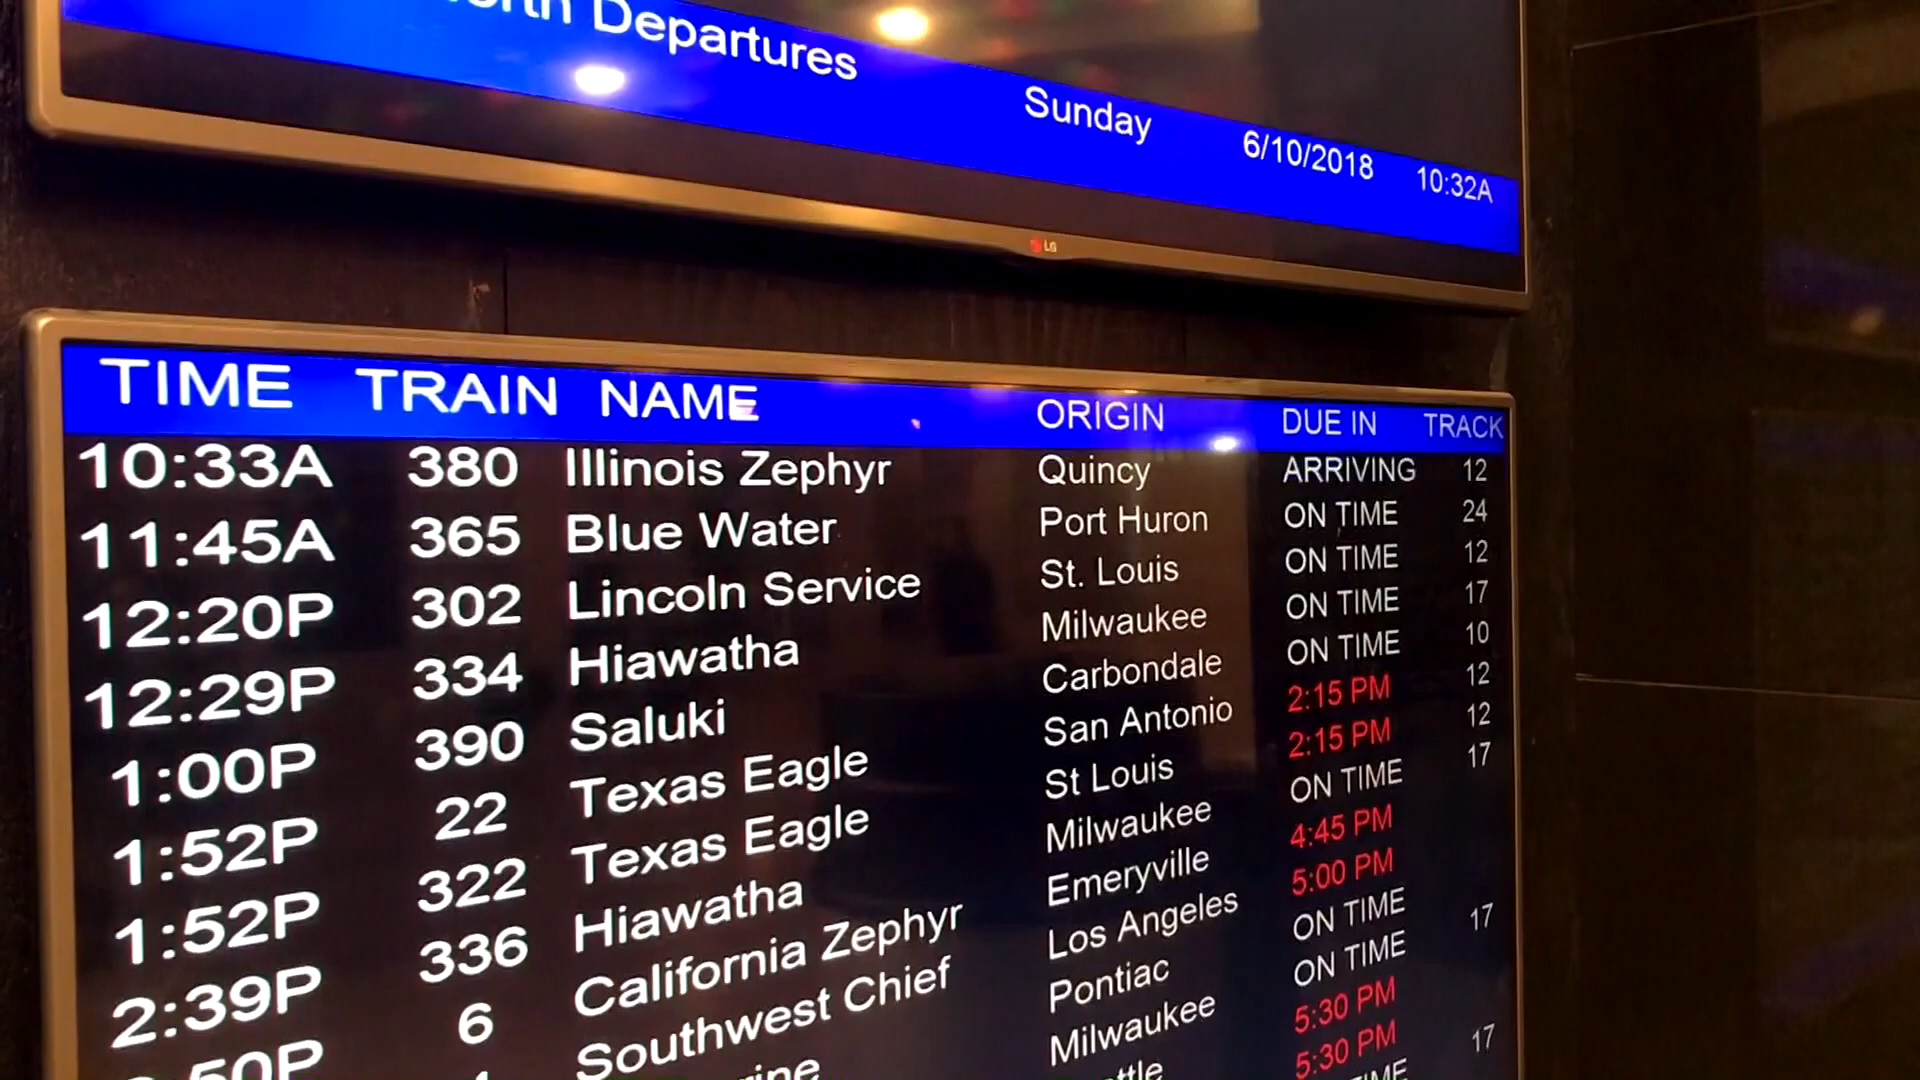 Departures
Sunday 6/10/2018 10:32A
LG
TIME TRAIN NAME ORIGIN DUE IN TRACK
10:33A 380 Illinois Zephyr Quincy ARRIVING 12
11:45A 365 Blue Water Port Huron ON TIME 24
12:20P 302 Lincoln Service St. Louis ON TIME 12
12:29P 334 Hiawatha Milwaukee ON TIME 17
1:00P 390 Saluki Carbondale ON TIME 10
1:52P 22 Texas Eagle San Antonio 2:15 PM 12
1:52P 322 Texas Eagle St Louis 2:15 PM 12
2:39P 336 Hiawatha Milwaukee ON TIME 17
6 California Zephyr Emeryville 4:45 PM
Southwest Chief Los Angeles 5:00 PM
Pontiac ON TIME
Milwaukee ON TIME 17
5:30 PM
5:30 PM
17